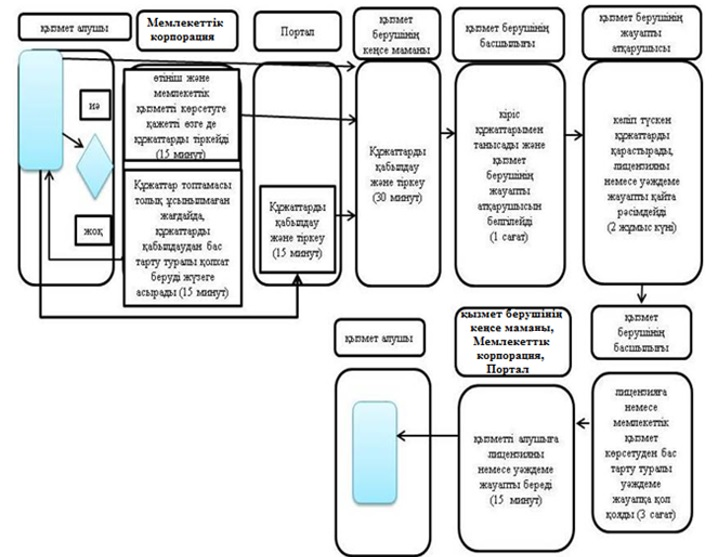 қызмет алушы
Мемлекеттік
корпорация
Портал
қызмет
берушінің
кеңсе маманы
қызмет берушінің
басшылығы
қызмет
берушінің
жауапты
атқарушысы
иә
жоқ
өтініш және
мемлекеттік
қызметті көрсетуге
қажетті өзге де
құжаттарды тіркейді
(15 минут)
Құжаттар топтамасы
толық ұсынылмаған
жағдайда,
құжаттарды
қабылдаудан бас
тарту туралы қолхат
беруді жүзеге
асырады (15 минут)
Құжаттарды
қабылдау
және тіркеу
(15 минут)
Құжаттарды
қабылдау
және тіркеу
(30 минут)
кіріс
құжаттарымен
танысады және
қызмет
берушінің
жауапты
атқарушысын
белгілейді
(1 сағат)
келіп түскен
құжаттарды
қарастырады,
лицензияны
немесе уәждеме
жауапты қайта
рәсімдейді
(2 жұмыс күні)
қызмет
берушінің
басшылығы
лицензияға
немесе
мемлекеттік
қызмет
көрсетуден бас
тарту туралы
уәждеме
жауапқа қол
қояды (3 сағат)
қызмет берушінің
кеңсе маманы,
Мемлекеттік
корпорация,
Портал
қызметті алушыға
лицензияны
немесе уәждеме
жауапты береді
(15 минут)
қызмет алушы